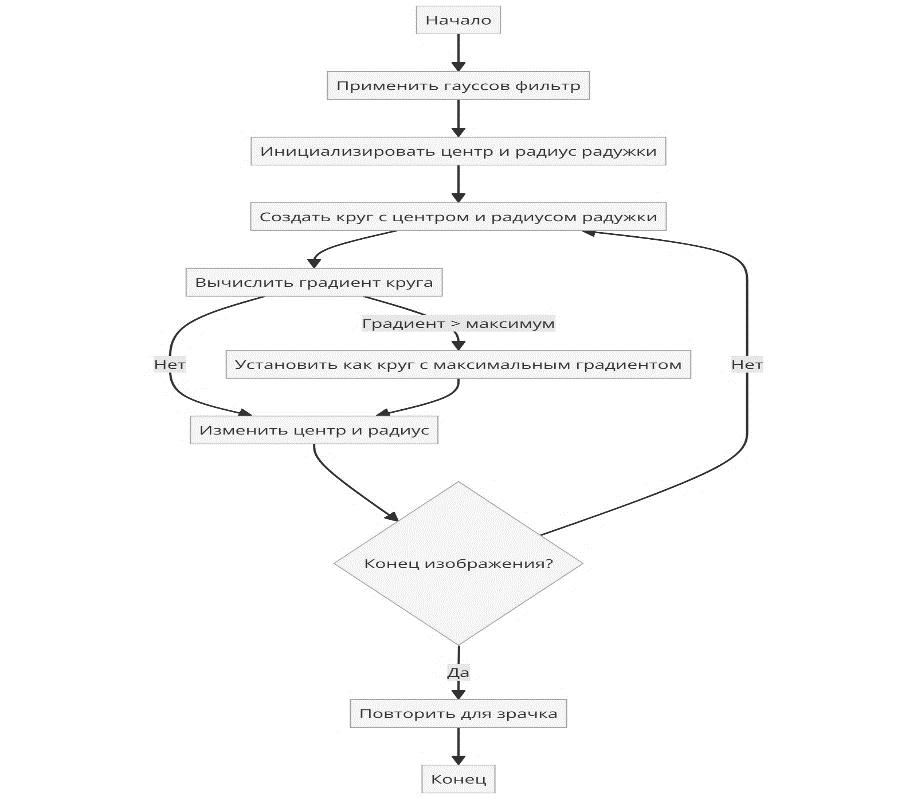 Начало
Применить гауссов фильтр
Инициализировать центр и радиус радужки
Создать круг с центром и радиусом радужки
Вычислить градиент круга
Градиент > максимум
Нет
Установить как круг с максимальным градиентом
Нет
Изменить центр и радиус
Конец изображения?
Да
Повторить для зрачка
Конец